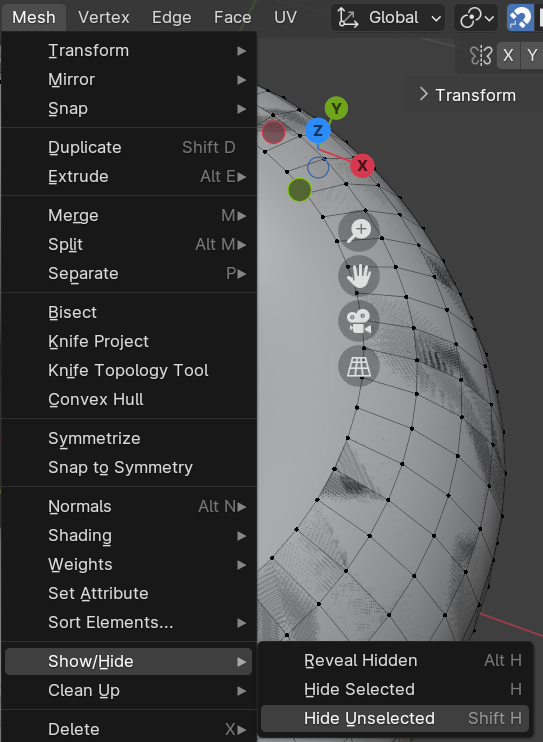 Mesh Vertex Edge Face UV Global
X Y
Transform
Mirror
Snap
Duplicate Shift D
Extrude Alt E
Merge M
Split Alt M
Separate P
Bisect
Knife Project
Knife Topology Tool
Convex Hull
Symmetrize
Snap to Symmetry
Normals Alt N
Shading
Weights
Set Attribute
Sort Elements...
Show/Hide
Clean Up
Delete X
Transform
Y
Z
X
Reveal Hidden Alt H
Hide Selected H
Hide Unselected Shift H